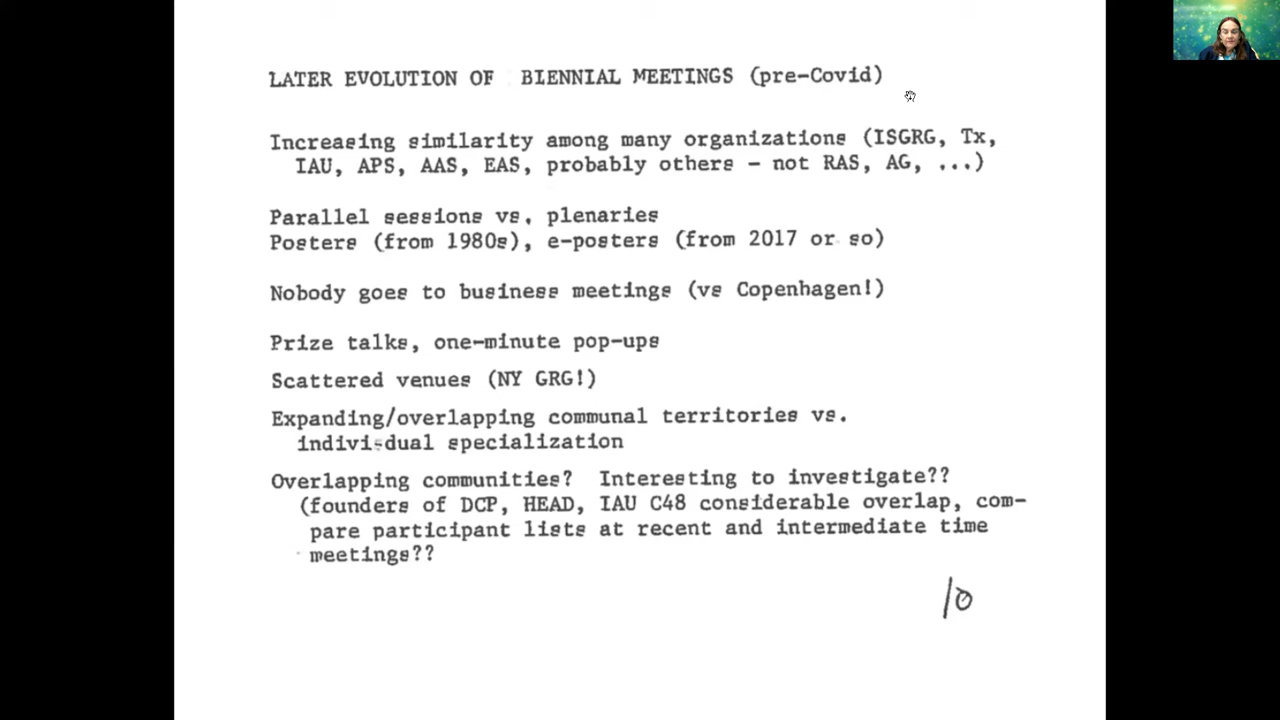 LATER EVOLUTION OF BIENNIAL MEETINGS (pre-Covid)
Increasing similarity among many organizations (ISGRG, Tx,
IAU, APS, AAS, EAS, probably others - not RAS, AG, ...)
Parallel sessions vs. plenaries
Posters (from 1980s), e-posters (from 2017 or so)
Nobody goes to business meetings (vs Copenhagen!)
Prize talks, one-minute pop-ups
Scattered venues (NY GRG!)
Expanding/overlapping communal territories vs.
indivi-dual specialization
Overlapping communities? Interesting to investigate??
(founders of DCP, HEAD, IAU C48 considerable overlap, com-
pare participant lists at recent and intermediate time
meetings??
10